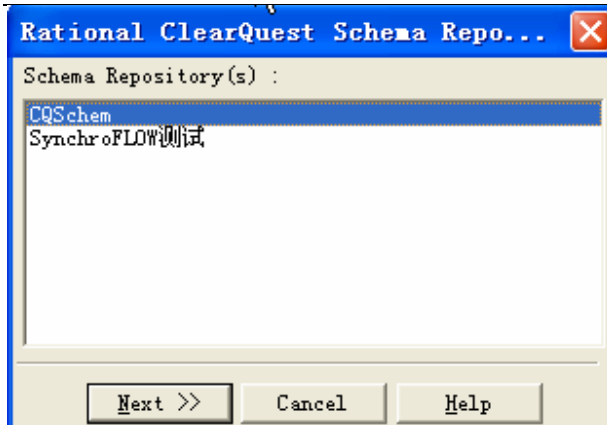 Rational ClearQuest Schema Repo...
Schema Repository(s) :
CQSchem
SynchroFLOW测试
Next >> Cancel Help